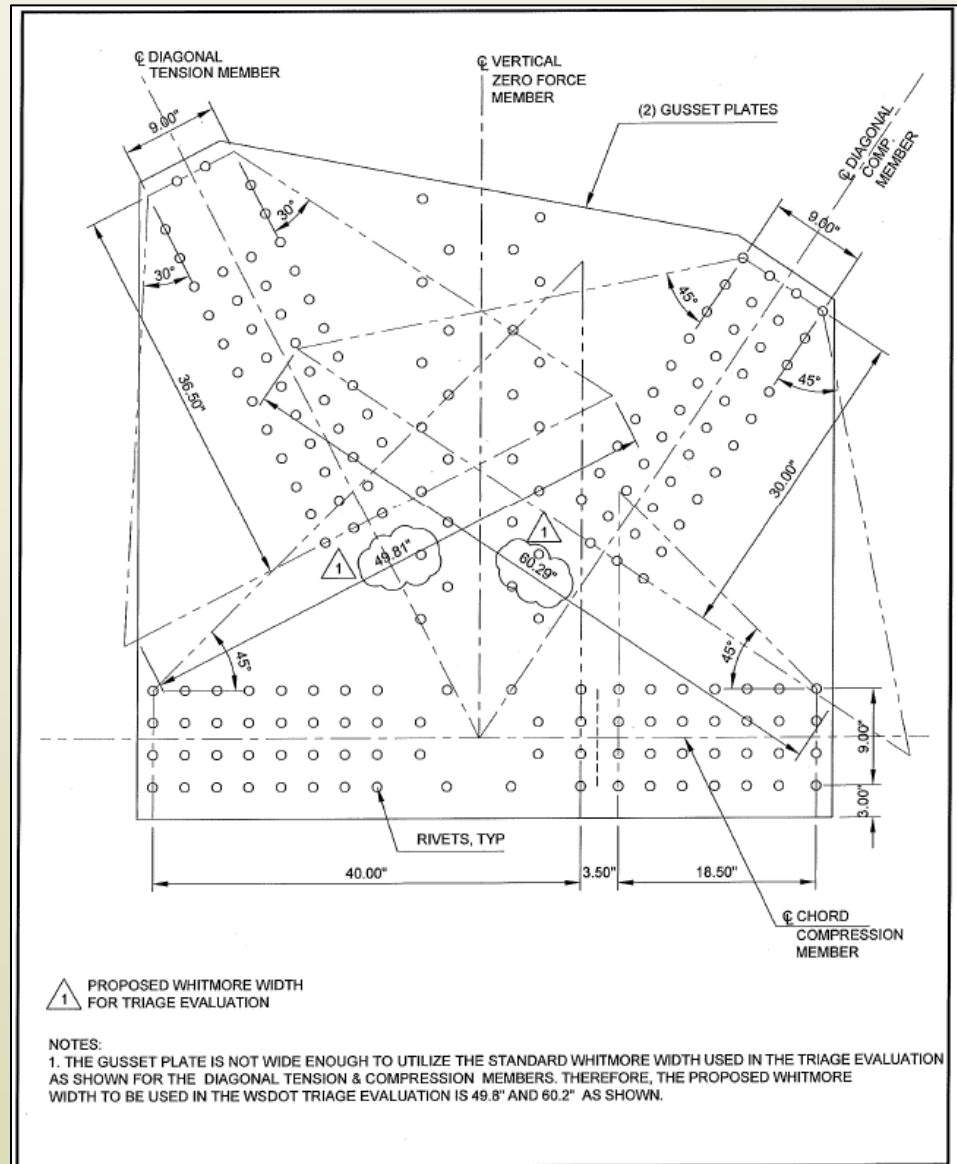 ℄ DIAGONAL
TENSION MEMBER
℄ VERTICAL
ZERO FORCE
MEMBER
(2) GUSSET PLATES
℄ DIAGONAL
COMP.
MEMBER
9.00"
9.00"
30°
30°
45°
45°
36.50"
30.00"
1
49.81"
1
60.29"
45°
45°
9.00"
3.00"
RIVETS, TYP
40.00"
3.50"
18.50"
℄ CHORD
COMPRESSION
MEMBER
1
PROPOSED WHITMORE WIDTH
FOR TRIAGE EVALUATION
NOTES:
1. THE GUSSET PLATE IS NOT WIDE ENOUGH TO UTILIZE THE STANDARD WHITMORE WIDTH USED IN THE TRIAGE EVALUATION
AS SHOWN FOR THE DIAGONAL TENSION & COMPRESSION MEMBERS. THEREFORE, THE PROPOSED WHITMORE
WIDTH TO BE USED IN THE WSDOT TRIAGE EVALUATION IS 49.8" AND 60.2" AS SHOWN.